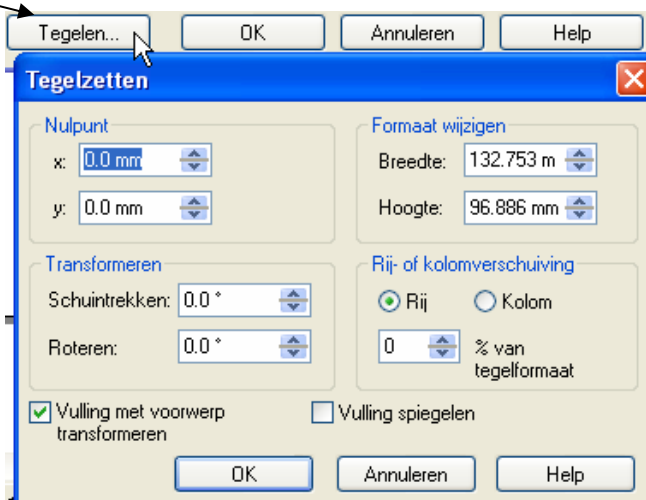 Tegelen... OK Annuleren Help
Tegelzetten
Nulpunt
x: 0.0 mm
y: 0.0 mm
Formaat wijzigen
Breedte: 132.753 m
Hoogte: 96.886 mm
Transformeren
Schuintrekken: 0.0 °
Roteren: 0.0 °
Rij- of kolomverschuiving
Rij Kolom
0 % van
tegelformaat
Vulling met voorwerp
transformeren
Vulling spiegelen
OK Annuleren Help